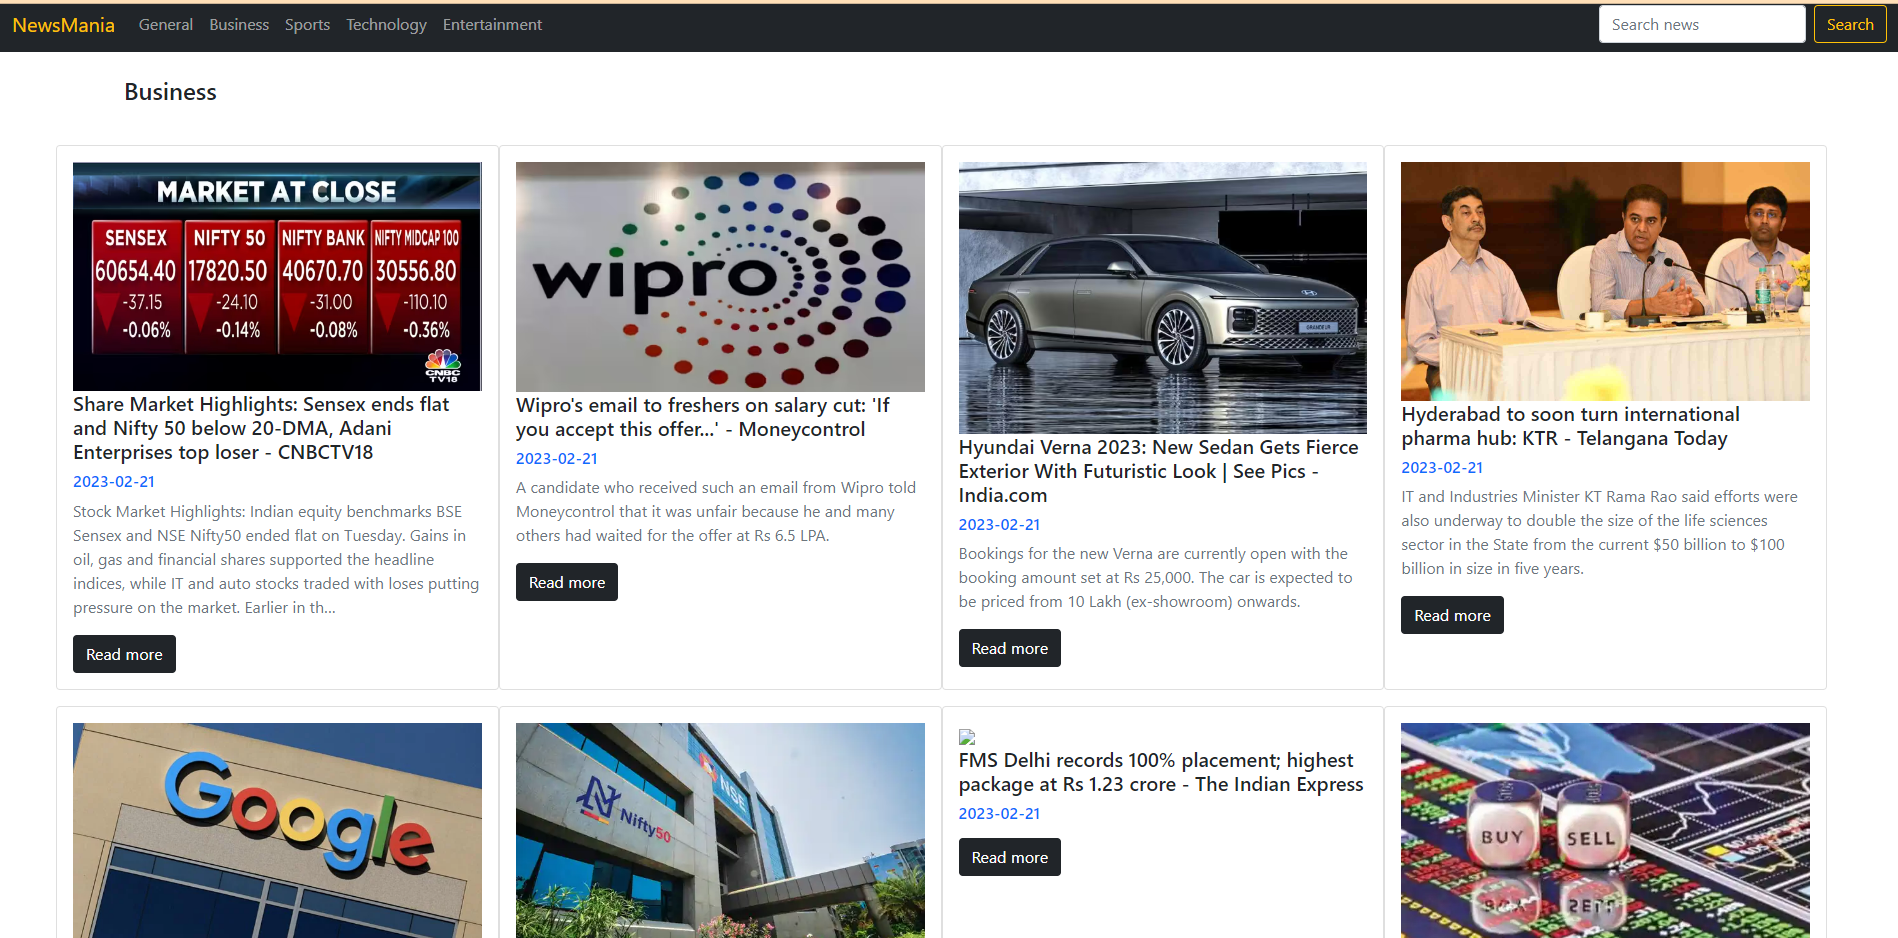 NewsMania General Business Sports Technology Entertainment Search news Search
Business
MARKET AT CLOSE
SENSEX NIFTY 50 NIFTY BANK NIFTY MIDCAP 100
60654.40 17820.50 40670.70 30556.80
-37.15 -24.10 -31.00 -110.10
-0.06% -0.14% -0.08% -0.36%
CNBC
TV18
Share Market Highlights: Sensex ends flat
and Nifty 50 below 20-DMA, Adani
Enterprises top loser - CNBCTV18
2023-02-21
Stock Market Highlights: Indian equity benchmarks BSE
Sensex and NSE Nifty50 ended flat on Tuesday. Gains in
oil, gas and financial shares supported the headline
indices, while IT and auto stocks traded with loses putting
pressure on the market. Earlier in th...
Read more
wipro
Wipro's email to freshers on salary cut: 'If
you accept this offer...' - Moneycontrol
2023-02-21
A candidate who received such an email from Wipro told
Moneycontrol that it was unfair because he and many
others had waited for the offer at Rs 6.5 LPA.
Read more
GRANDEUR
Hyundai Verna 2023: New Sedan Gets Fierce
Exterior With Futuristic Look | See Pics -
India.com
2023-02-21
Bookings for the new Verna are currently open with the
booking amount set at Rs 25,000. The car is expected to
be priced from 10 Lakh (ex-showroom) onwards.
Read more
Hyderabad to soon turn international
pharma hub: KTR - Telangana Today
2023-02-21
IT and Industries Minister KT Rama Rao said efforts were
also underway to double the size of the life sciences
sector in the State from the current $50 billion to $100
billion in size in five years.
Read more
Google
Nifty50
NSE
FMS Delhi records 100% placement; highest
package at Rs 1.23 crore - The Indian Express
2023-02-21
Read more
BUY SELL